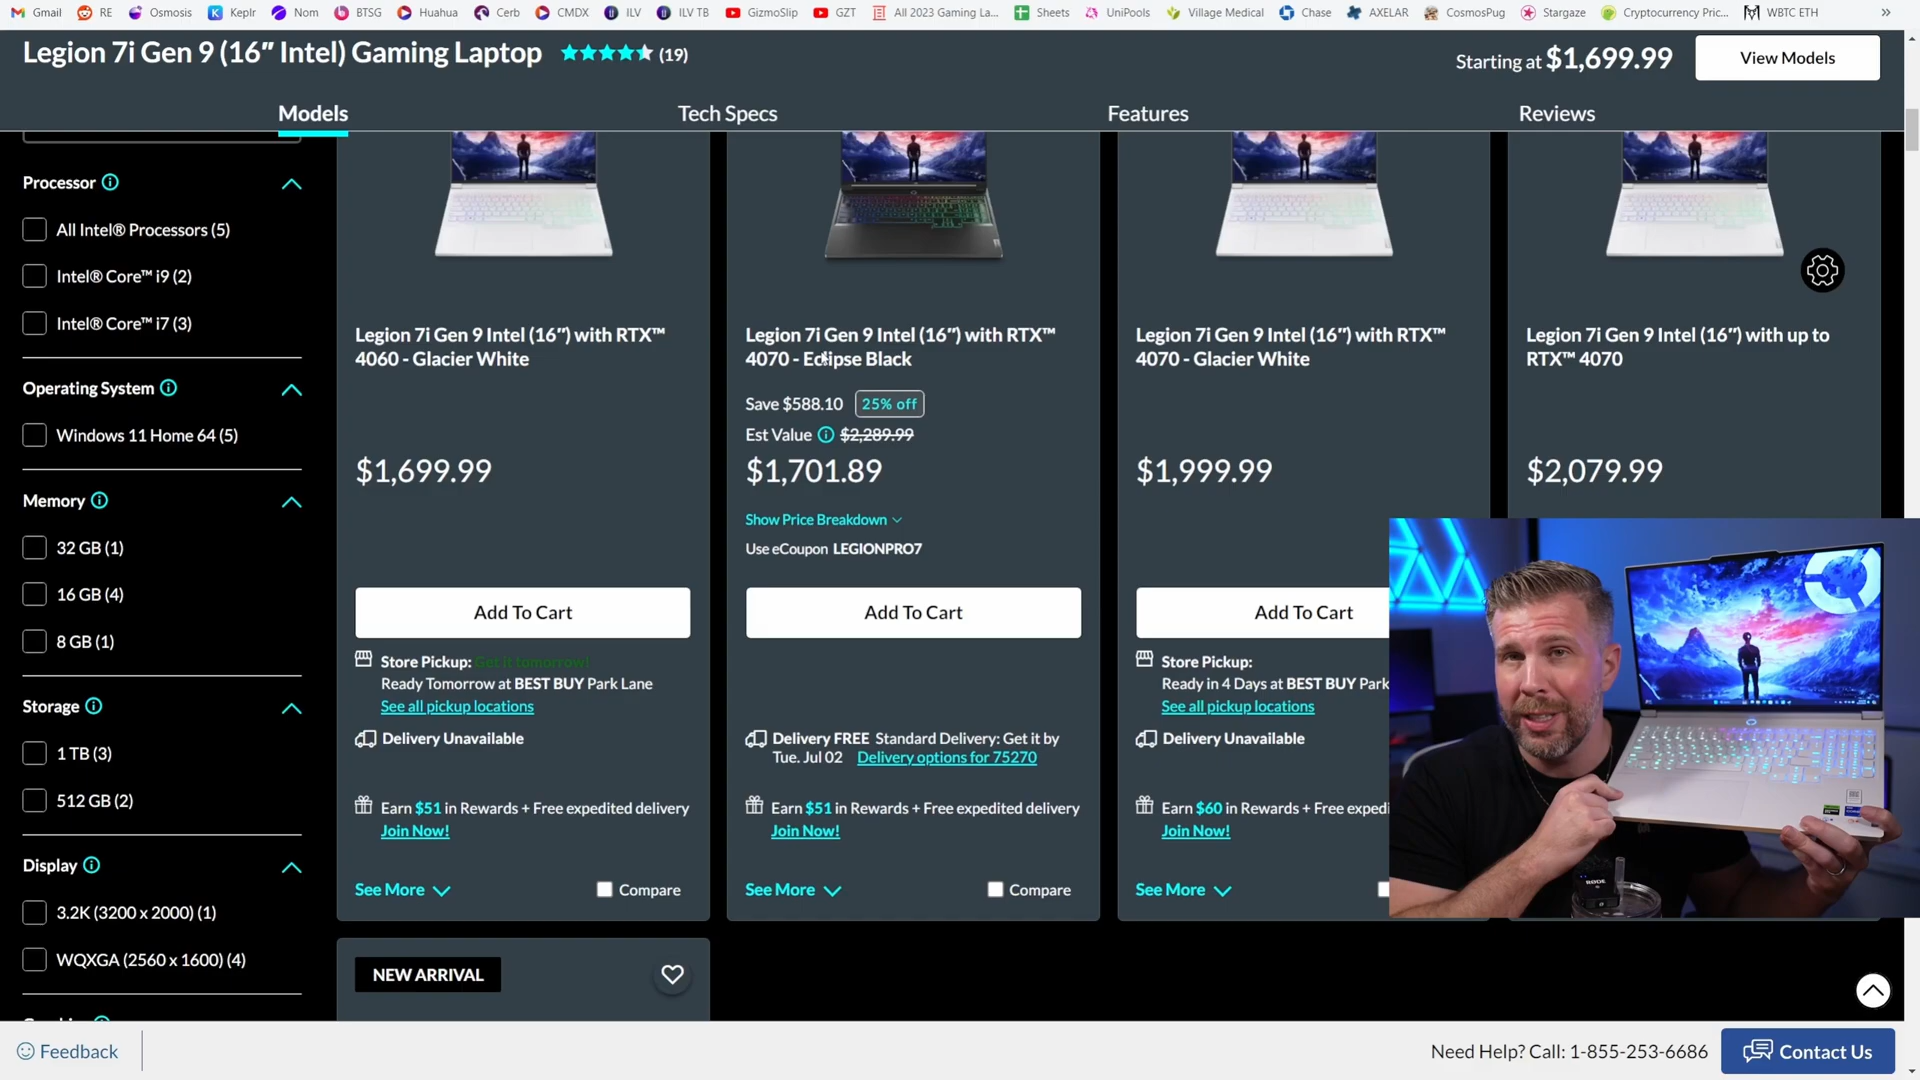 Gmail RE Osmosis Keplr Nom BTSG Huahua Cerb CMDX ILV ILV TB GizmoSlip GZT All 2023 Gaming La... Sheets UniPools Village Medical Chase AXELAR CosmosPug Stargaze Cryptocurrency Pric... WBTC ETH »
Legion 7i Gen 9 (16″ Intel) Gaming Laptop (19) Starting at $1,699.99 View Models
Models Tech Specs Features Reviews
Processor
All Intel® Processors (5)
Intel® Core™ i9 (2)
Intel® Core™ i7 (3)
Operating System
Windows 11 Home 64 (5)
Memory
32 GB (1)
16 GB (4)
8 GB (1)
Storage
1 TB (3)
512 GB (2)
Display
3.2K (3200 x 2000) (1)
WQXGA (2560 x 1600) (4)
Legion 7i Gen 9 Intel (16″) with RTX™
4060 - Glacier White
$1,699.99
Add To Cart
Store Pickup: Get it tomorrow!
Ready Tomorrow at BEST BUY Park Lane
See all pickup locations
Delivery Unavailable
Earn $51 in Rewards + Free expedited delivery
Join Now!
See More Compare
Legion 7i Gen 9 Intel (16″) with RTX™
4070 - Eclipse Black
Save $588.10 25% off
Est Value $2,289.99
$1,701.89
Show Price Breakdown
Use eCoupon LEGIONPRO7
Add To Cart
Delivery FREE Standard Delivery: Get it by
Tue. Jul 02 Delivery options for 75270
Earn $51 in Rewards + Free expedited delivery
Join Now!
See More Compare
Legion 7i Gen 9 Intel (16″) with RTX™
4070 - Glacier White
$1,999.99
Add To Cart
Store Pickup:
Ready in 4 Days at BEST BUY Park
See all pickup locations
Delivery Unavailable
Earn $60 in Rewards + Free expedi
Join Now!
See More
Legion 7i Gen 9 Intel (16″) with up to
RTX™ 4070
$2,079.99
RØDE
NEW ARRIVAL
Feedback
Need Help? Call: 1-855-253-6686 Contact Us